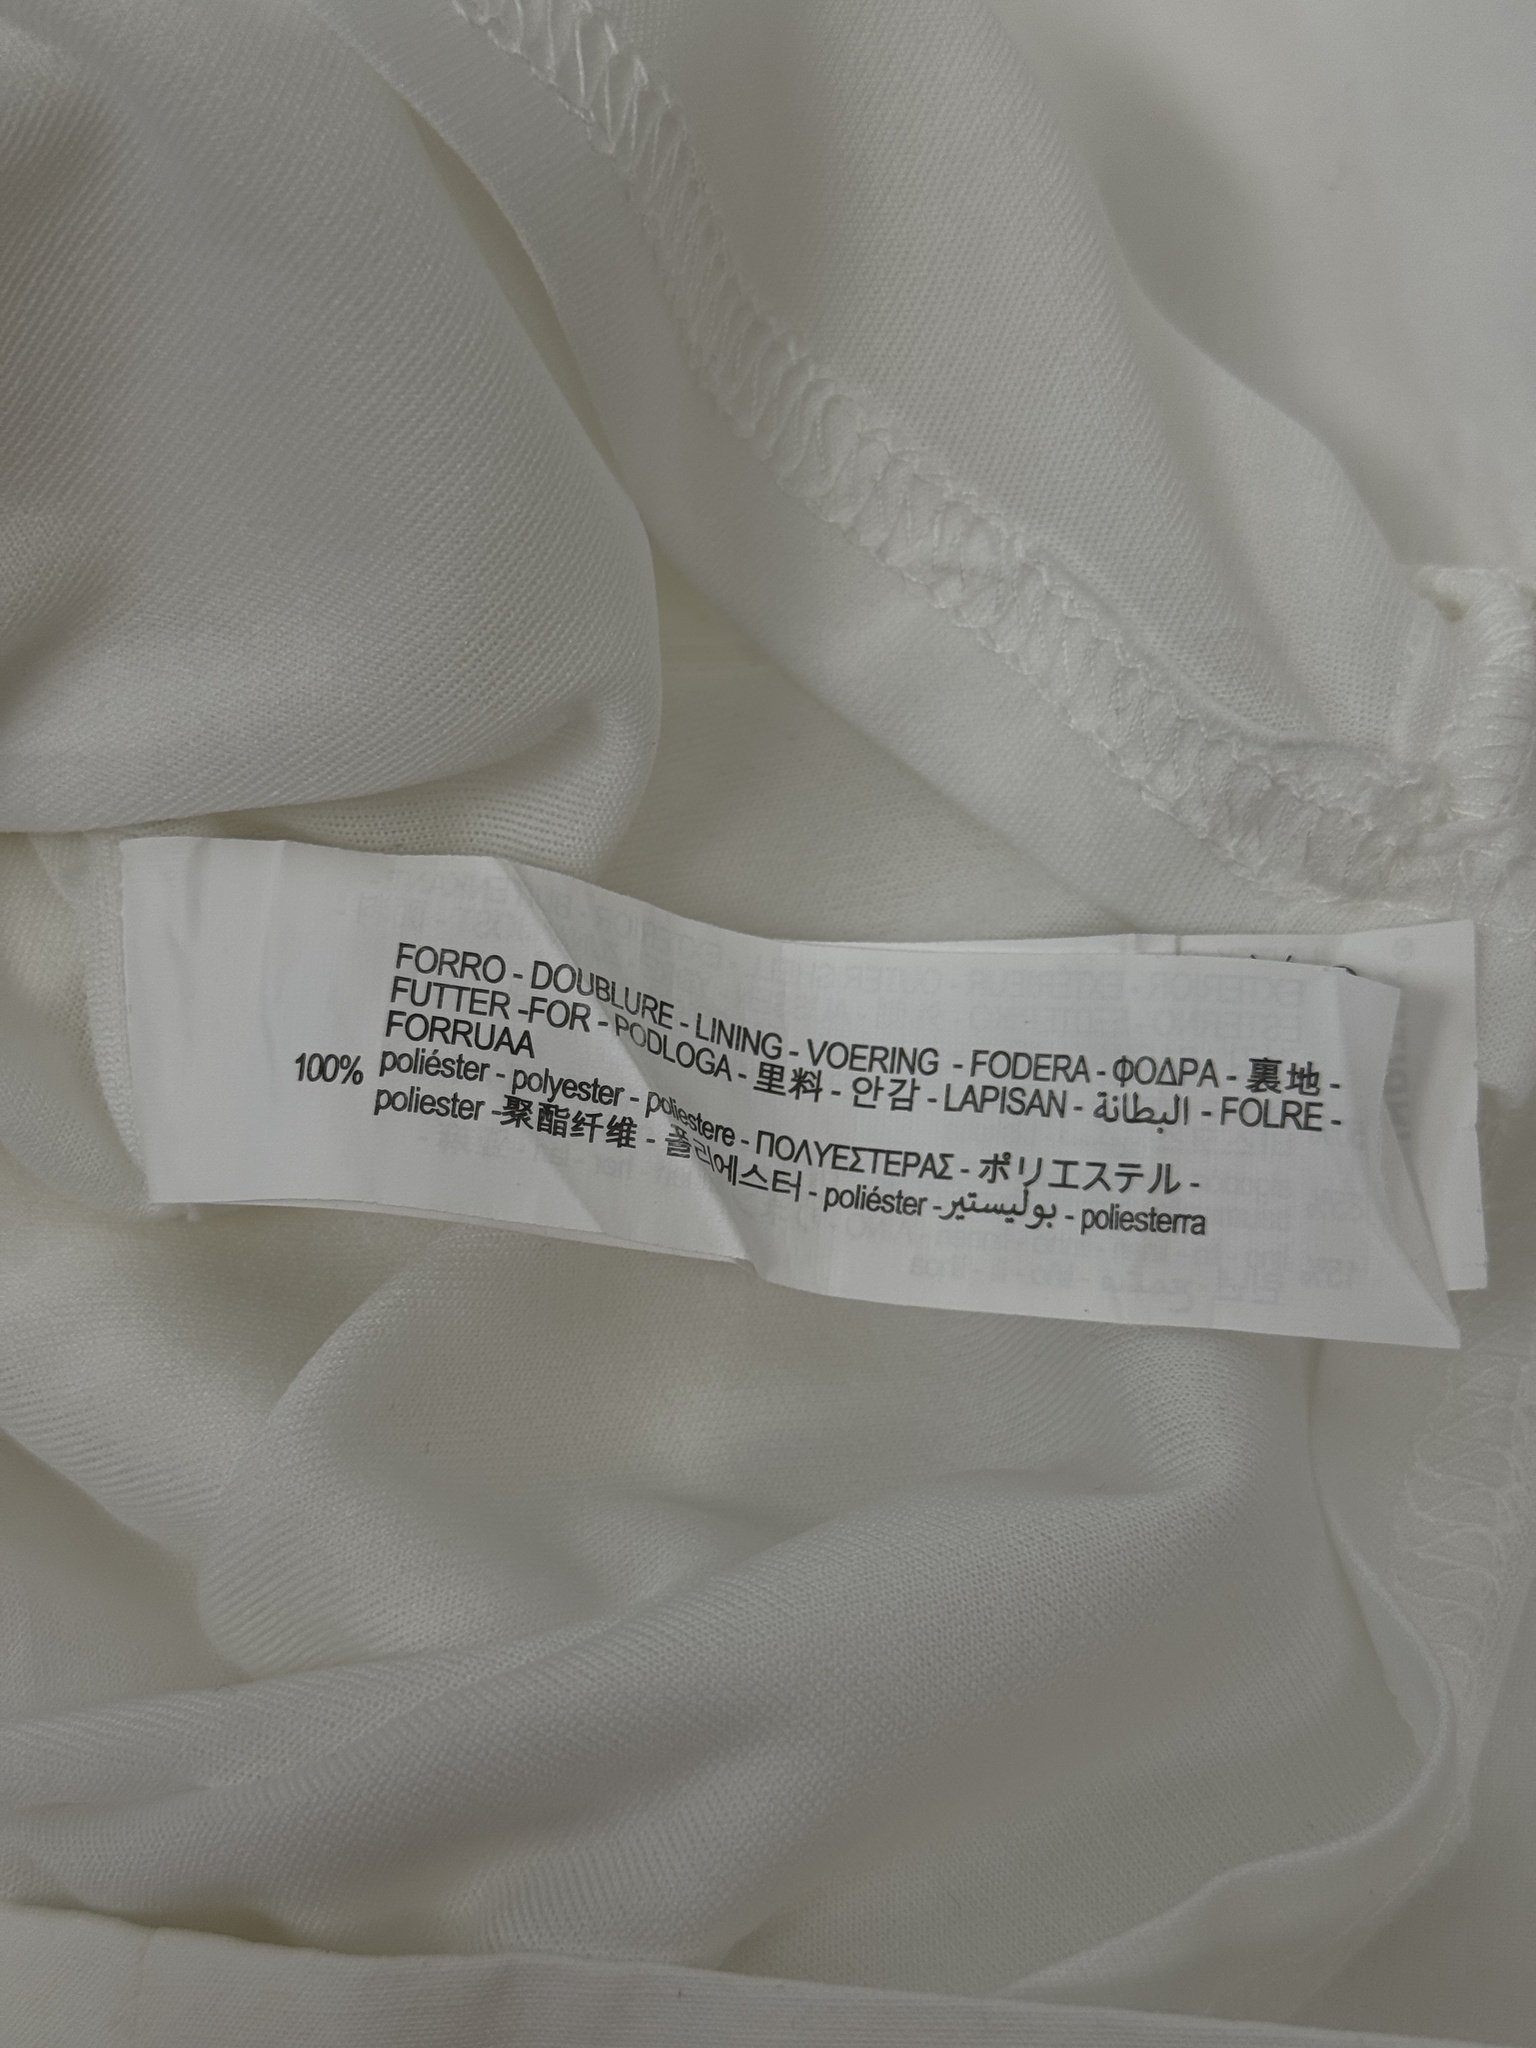 FORRO - DOUBLURE - LINING - VOERING - FODERA - ΦΟΔΡΑ - 裏地 -
FUTTER -FOR - PODLOGA - 里料 - 안감 - LAPISAN - البطانة - FOLRE -
FORRUAA
100% poliéster - polyester - poliestere - ΠΟΛΥΕΣΤΕΡΑΣ - ポリエステル -
poliester -聚酯纤维 - 폴리에스터 - poliéster -بوليستير - poliesterra